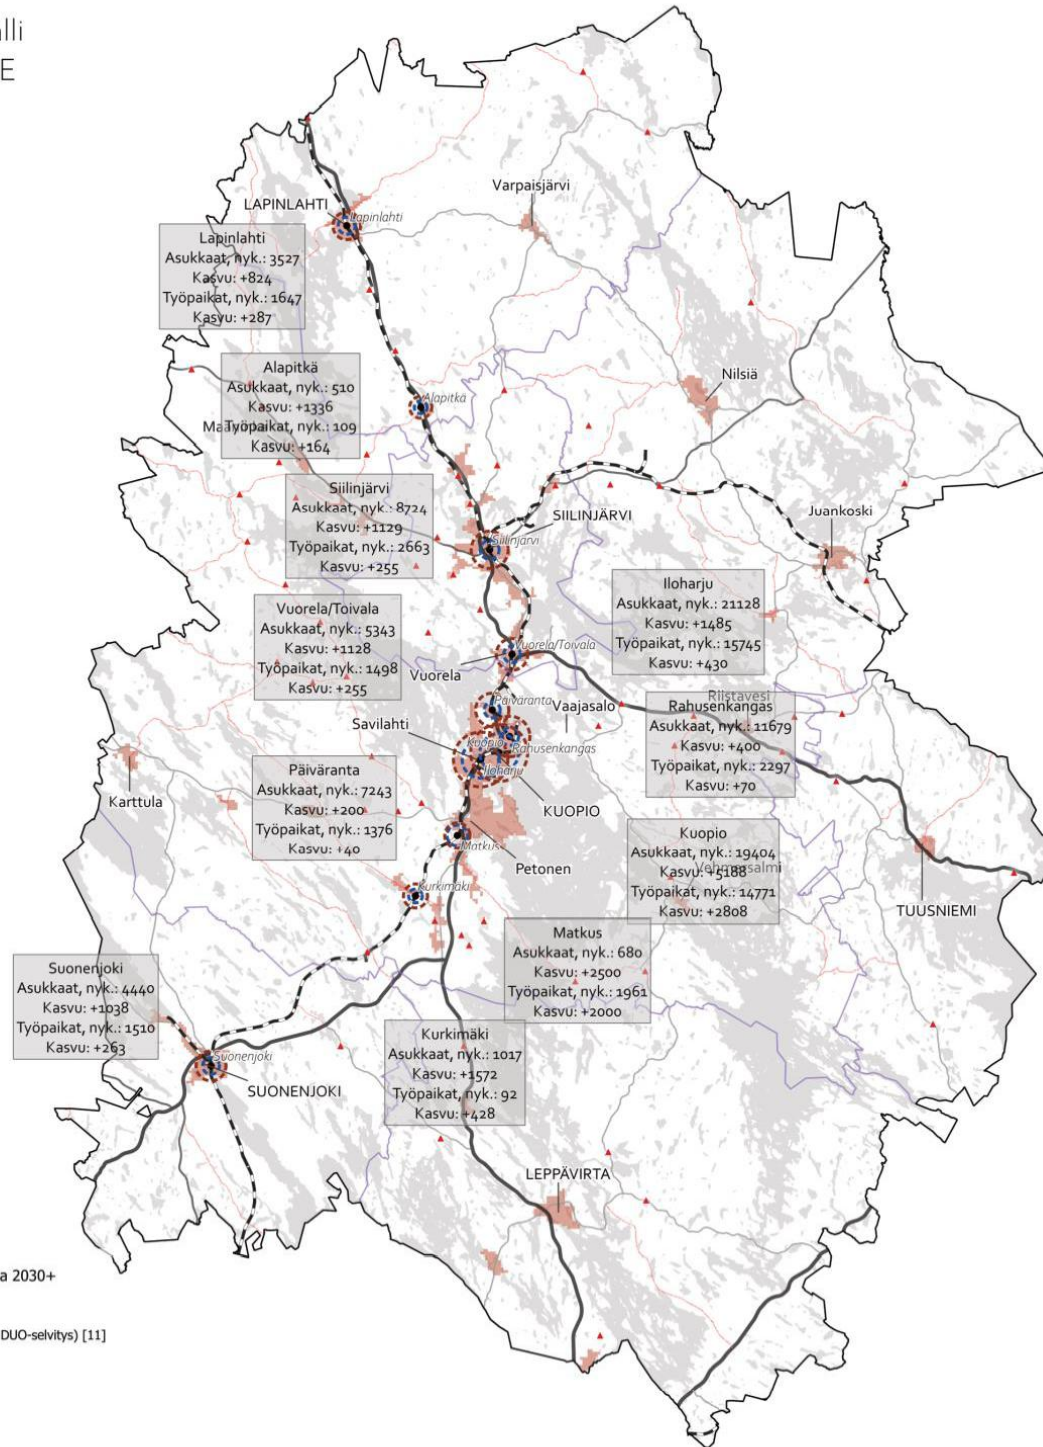 lli
E
LAPINLAHTI
Lapinlahti
Varpaisjärvi
Lapinlahti
Asukkaat, nyk.: 3527
Kasvu: +824
Työpaikat, nyk.: 1647
Kasvu: +287
Alapitkä
Asukkaat, nyk.: 510
Kasvu: +1336
Työpaikat, nyk.: 109
Kasvu: +164
Alapitkä
Nilsiä
Siilinjärvi
Asukkaat, nyk.: 8724
Kasvu: +1129
Työpaikat, nyk.: 2663
Kasvu: +255
SIILINJÄRVI
Siilinjärvi
Juankoski
Vuorela/Toivala
Asukkaat, nyk.: 5343
Kasvu: +1128
Työpaikat, nyk.: 1498
Kasvu: +255
Iloharju
Asukkaat, nyk.: 21128
Kasvu: +1485
Työpaikat, nyk.: 15745
Kasvu: +430
Vuorela/Toivala
Vuorela
Päiväranta
Vaajasalo
Riistavesi
Rahusenkangas
Asukkaat, nyk.: 11679
Kasvu: +400
Työpaikat, nyk.: 2297
Kasvu: +70
Savilahti
Kuopio
Rahusenkangas
Iloharju
KUOPIO
Karttula
Päiväranta
Asukkaat, nyk.: 7243
Kasvu: +200
Työpaikat, nyk.: 1376
Kasvu: +40
Matkus
Petonen
Kuopio
Asukkaat, nyk.: 19404
Kasvu: +5188
Vehmersalmi
Työpaikat, nyk.: 14771
Kasvu: +2808
TUUSNIEMI
Kurkimäki
Matkus
Asukkaat, nyk.: 680
Kasvu: +2500
Työpaikat, nyk.: 1961
Kasvu: +2000
Suonenjoki
Asukkaat, nyk.: 4440
Kasvu: +1038
Työpaikat, nyk.: 1510
Kasvu: +263
Kurkimäki
Asukkaat, nyk.: 1017
Kasvu: +1572
Työpaikat, nyk.: 92
Kasvu: +428
Suonenjoki
SUONENJOKI
LEPPÄVIRTA
a 2030+
DUO-selvitys) [11]